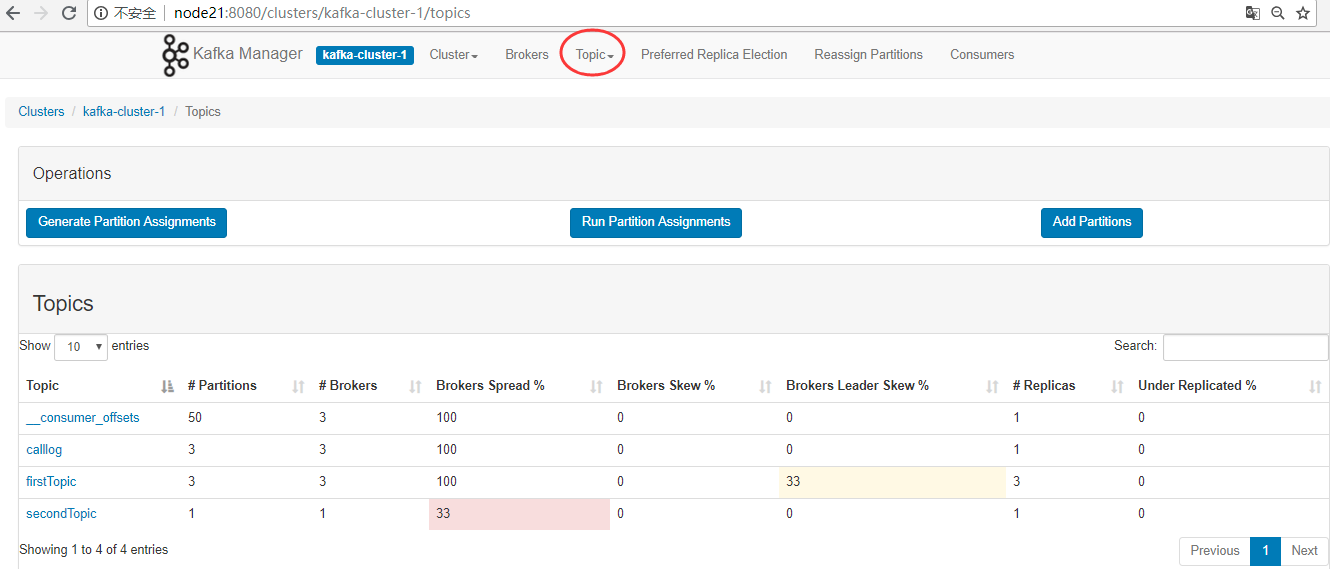 不安全 node21:8080/clusters/kafka-cluster-1/topics
Kafka Manager kafka-cluster-1 Cluster Brokers Topic Preferred Replica Election Reassign Partitions Consumers
Clusters / kafka-cluster-1 / Topics
Operations
Generate Partition Assignments Run Partition Assignments Add Partitions
Topics
Show 10 entries Search:
Topic # Partitions # Brokers Brokers Spread % Brokers Skew % Brokers Leader Skew % # Replicas Under Replicated %
__consumer_offsets 50 3 100 0 0 1 0
calllog 3 3 100 0 0 1 0
firstTopic 3 3 100 0 33 3 0
secondTopic 1 1 33 0 0 1 0
Showing 1 to 4 of 4 entries Previous 1 Next